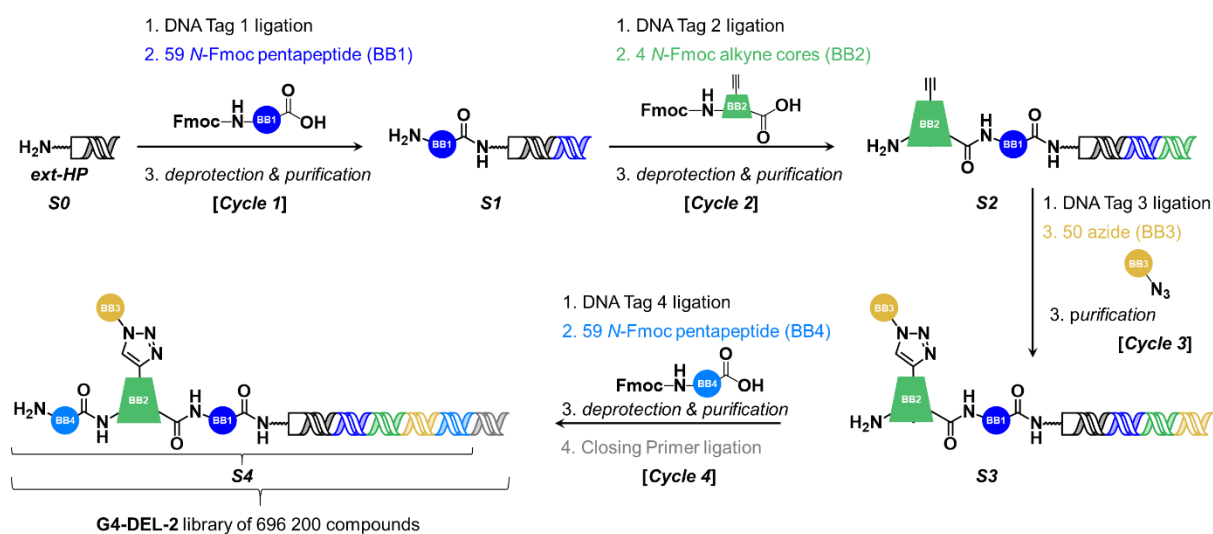 1. DNA Tag 1 ligation
2. 59 N-Fmoc pentapeptide (BB1)
Fmoc
H
N
BB1
O
OH
3. deprotection & purification
[Cycle 1]
H2N
ext-HP
S0
H2N
BB1
O
N
H
S1
1. DNA Tag 2 ligation
2. 4 N-Fmoc alkyne cores (BB2)
Fmoc
H
N
BB2
OH
O
3. deprotection & purification
[Cycle 2]
BB2
H2N
O
H
N
BB1
O
N
H
S2
1. DNA Tag 3 ligation
3. 50 azide (BB3)
BB3
N3
3. purification
[Cycle 3]
BB3
N
N
N
BB2
H2N
O
H
N
BB1
O
N
H
S3
1. DNA Tag 4 ligation
2. 59 N-Fmoc pentapeptide (BB4)
Fmoc
H
N
BB4
O
OH
3. deprotection & purification
4. Closing Primer ligation
[Cycle 4]
BB3
N
N
N
H2N
BB4
O
N
H
BB2
O
H
N
BB1
O
N
H
S4
G4-DEL-2 library of 696 200 compounds